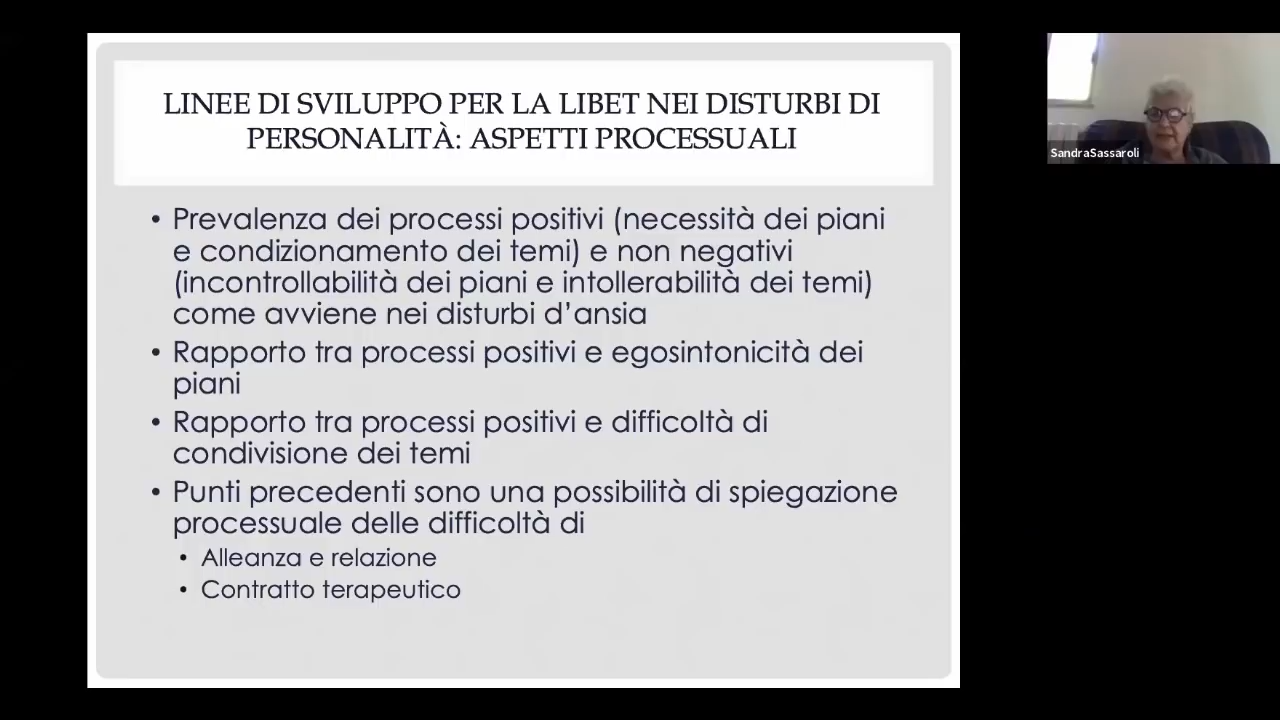 LINEE DI SVILUPPO PER LA LIBET NEI DISTURBI DI
PERSONALITÀ: ASPETTI PROCESSUALI
• Prevalenza dei processi positivi (necessità dei piani
e condizionamento dei temi) e non negativi
(incontrollabilità dei piani e intollerabilità dei temi)
come avviene nei disturbi d'ansia
• Rapporto tra processi positivi e egosintonicità dei
piani
• Rapporto tra processi positivi e difficoltà di
condivisione dei temi
• Punti precedenti sono una possibilità di spiegazione
processuale delle difficoltà di
• Alleanza e relazione
• Contratto terapeutico
SandraSassaroli